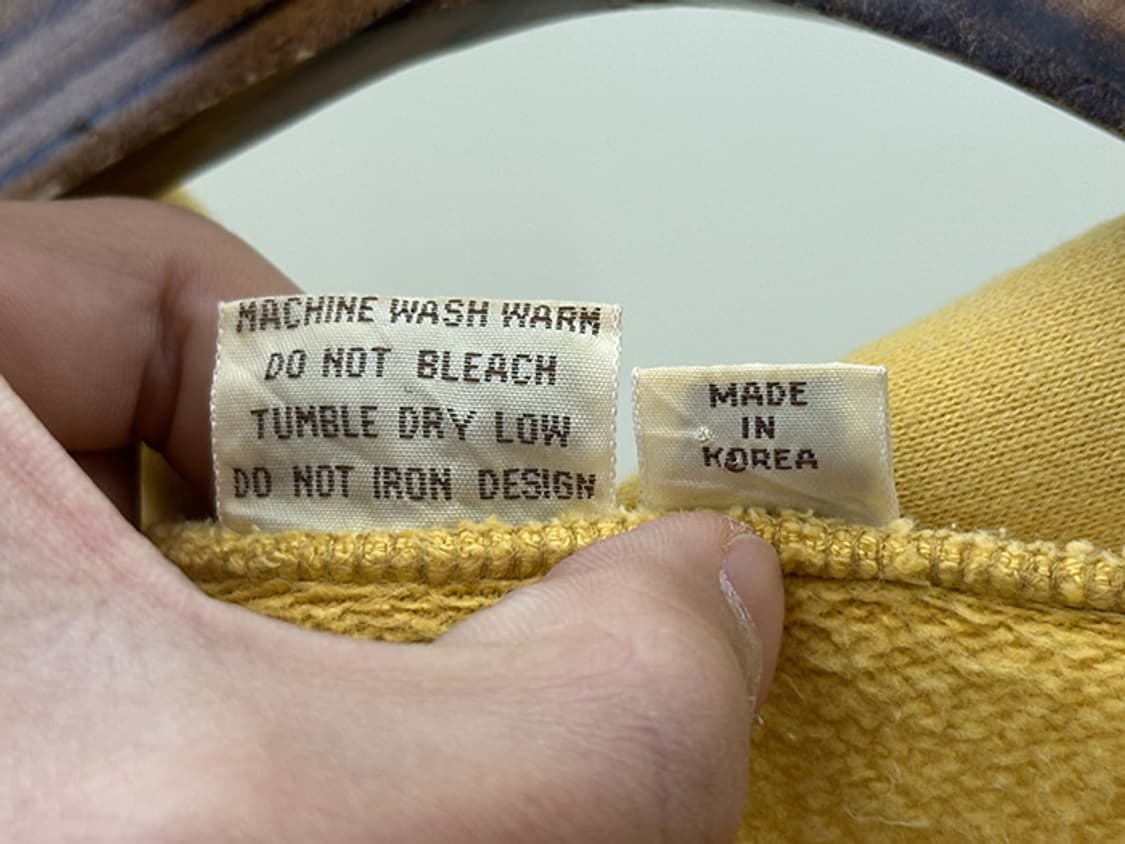 MACHINE WASH WARM
DO NOT BLEACH
TUMBLE DRY LOW
DO NOT IRON DESIGN
MADE
IN
KOREA